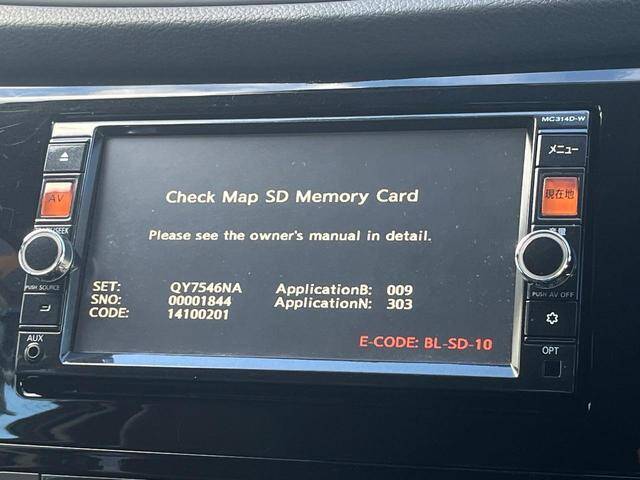 MC314D-W
メニュー
AV
現在地
Check Map SD Memory Card
Please see the owner's manual in detail.
PUSH SOURCE
PUSH AV OFF
SET: QY7546NA ApplicationB: 009
SNO: 00001844 ApplicationN: 303
CODE: 14100201
AUX
E-CODE: BL-SD-10
OPT